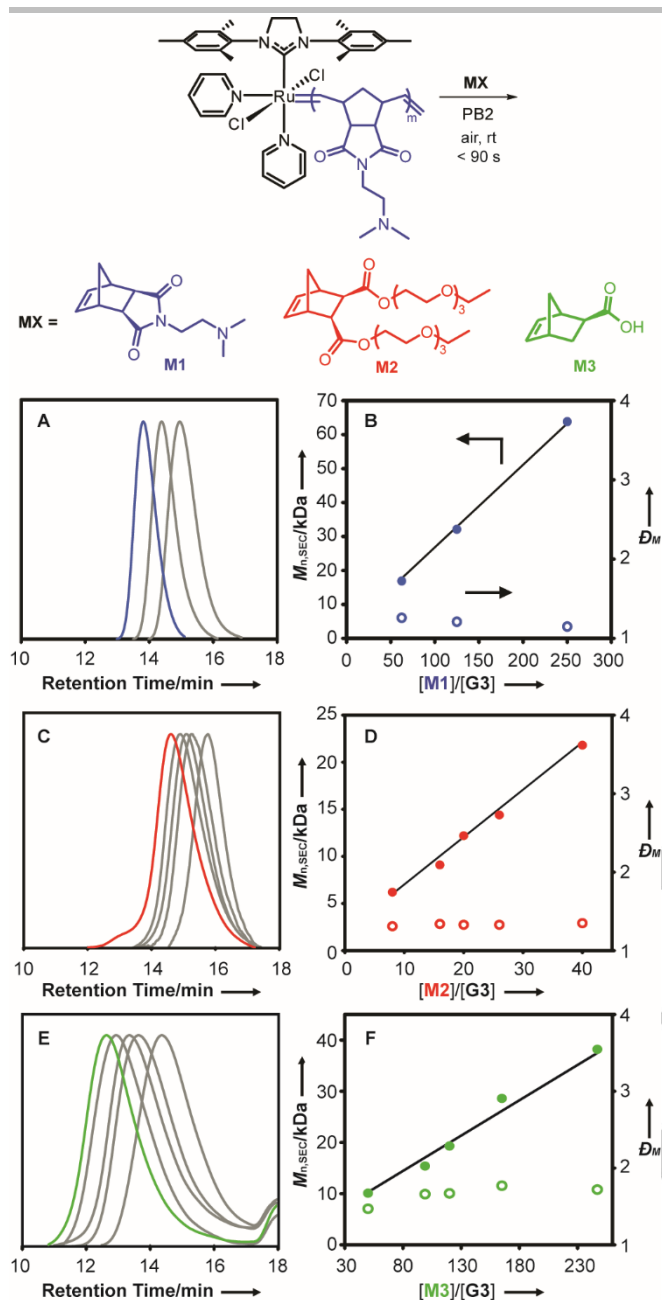 N
N
Cl
N
Ru
m
Cl
N
O
N
O
N
MX
PB2
air, rt
< 90 s
MX =
O
N
O
N
M1
O
O
O
3
O
O
O
3
M2
O
OH
M3
A
10 12 14 16 18
Retention Time/min
B
70
60
50
40
30
20
10
0
Mn,SEC/kDa
4
3
2
1
ĐM
0 50 100 150 200 250 300
[M1]/[G3]
C
10 12 14 16 18
Retention Time/min
D
25
20
15
10
5
0
Mn,SEC/kDa
4
3
2
1
ĐM
0 10 20 30 40
[M2]/[G3]
E
10 12 14 16 18
Retention Time/min
F
40
30
20
10
0
Mn,SEC/kDa
4
3
2
1
ĐM
30 80 130 180 230
[M3]/[G3]